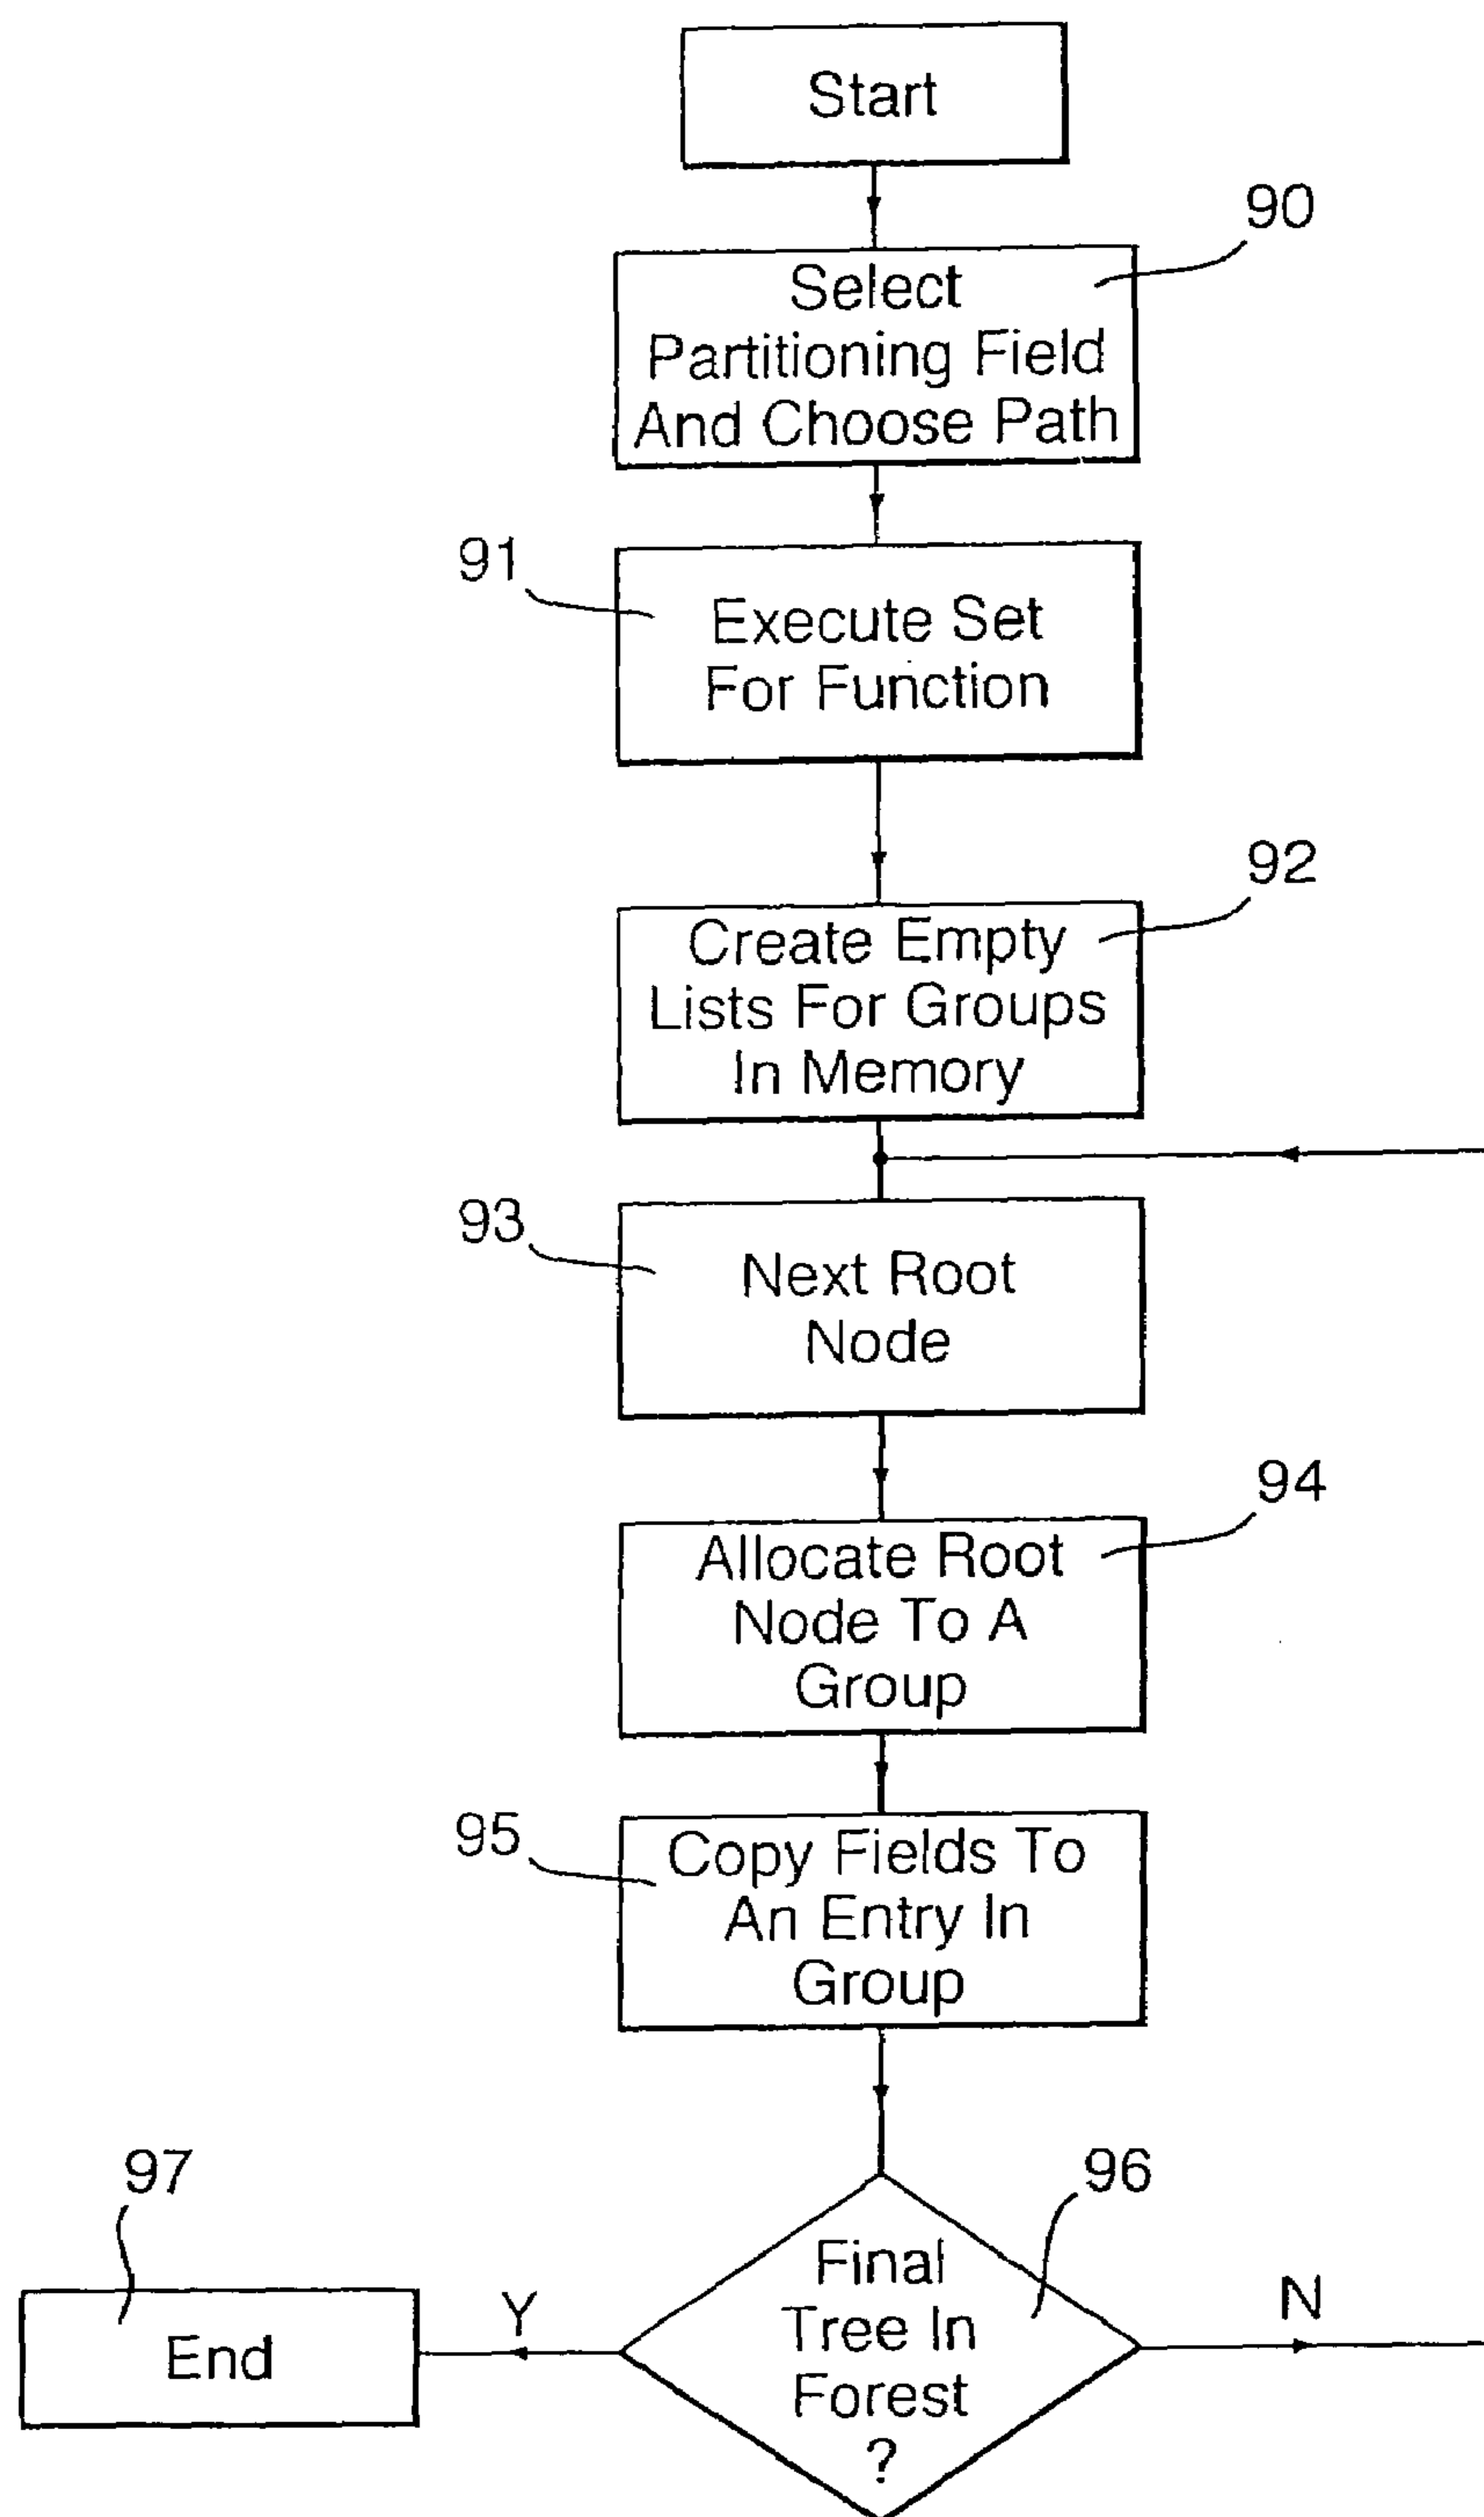 Start
90
Select
Partitioning Field
And Choose Path
91
Execute Set
For Function
92
Create Empty
Lists For Groups
In Memory
93
Next Root
Node
94
Allocate Root
Node To A
Group
95
Copy Fields To
An Entry In
Group
97
96
Final
Tree In
Forest
?
Y
N
End